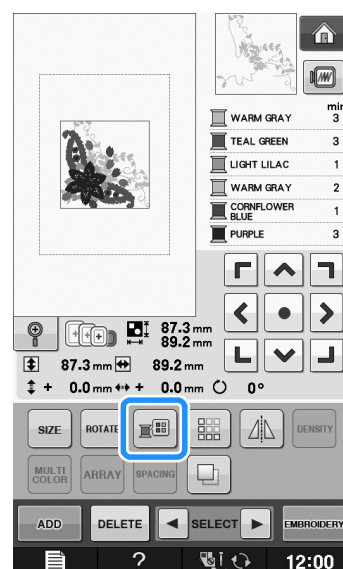 min
WARM GRAY 3
TEAL GREEN 3
LIGHT LILAC 1
WARM GRAY 2
CORNFLOWER
BLUE 1
PURPLE 3
87.3 mm
89.2 mm
87.3 mm 89.2 mm
+ 0.0 mm + 0.0 mm 0°
SIZE ROTATE DENSITY
MULTI
COLOR ARRAY SPACING
ADD DELETE SELECT EMBROIDERY
? 12:00